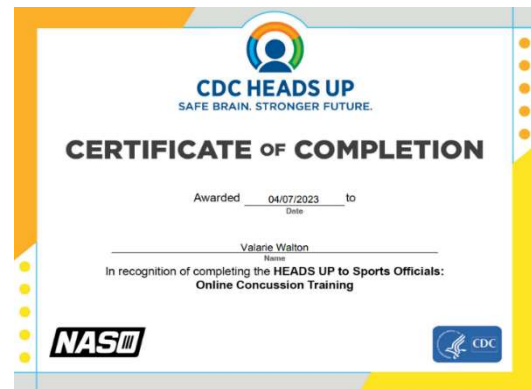 CDC HEADS UP
SAFE BRAIN. STRONGER FUTURE.
CERTIFICATE OF COMPLETION
Awarded 04/07/2023 to
Date
Valarie Walton
Name
In recognition of completing the HEADS UP to Sports Officials:
Online Concussion Training
NASO
CDC